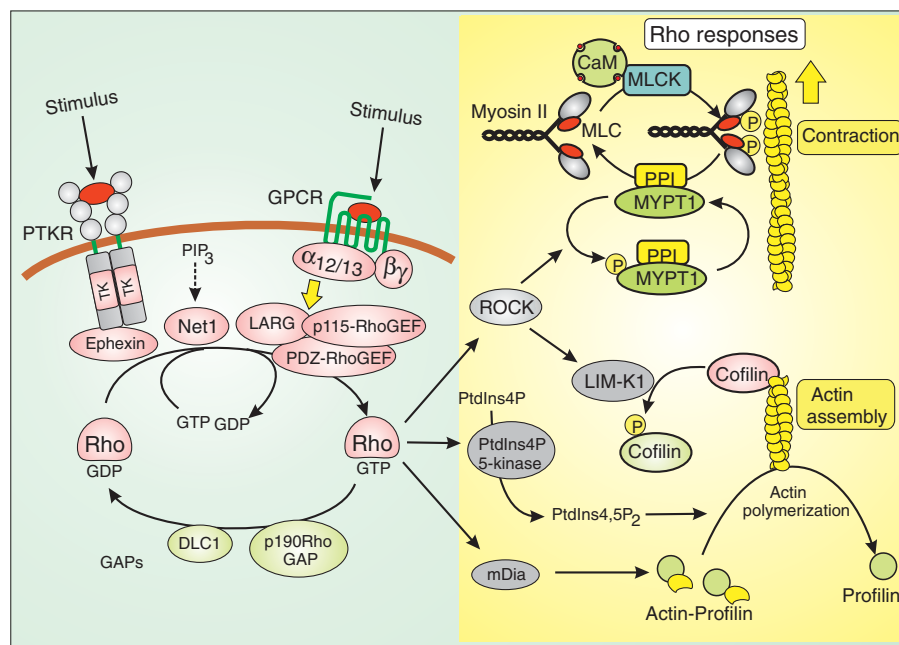 Rho responses
CaM
MLCK
Stimulus
Stimulus
Myosin II
MLC
P
P
Contraction
GPCR
PPI
MYPT1
PTKR
PIP3
α12/13
βγ
P
PPI
MYPT1
TK
TK
ROCK
Net1
LARG
p115-RhoGEF
Ephexin
PDZ-RhoGEF
LIM-K1
Cofilin
Actin
assembly
PtdIns4P
GTP
GDP
P
Rho
GDP
Rho
GTP
PtdIns4P
5-kinase
Cofilin
Actin
polymerization
PtdIns4,5P2
DLC1
p190Rho
GAP
GAPs
mDia
Profilin
Actin-Profilin